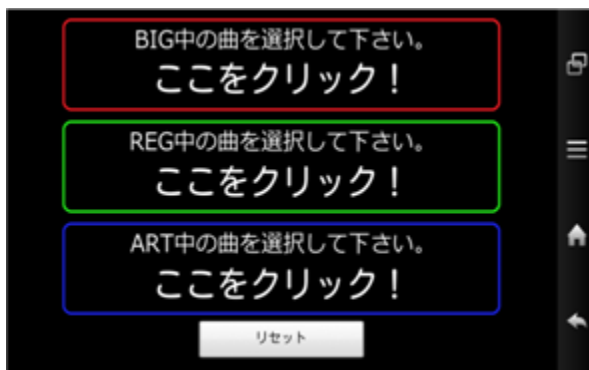 BIG中の曲を選択して下さい。
ここをクリック！
REG中の曲を選択して下さい。
ここをクリック！
ART中の曲を選択して下さい。
ここをクリック！
リセット